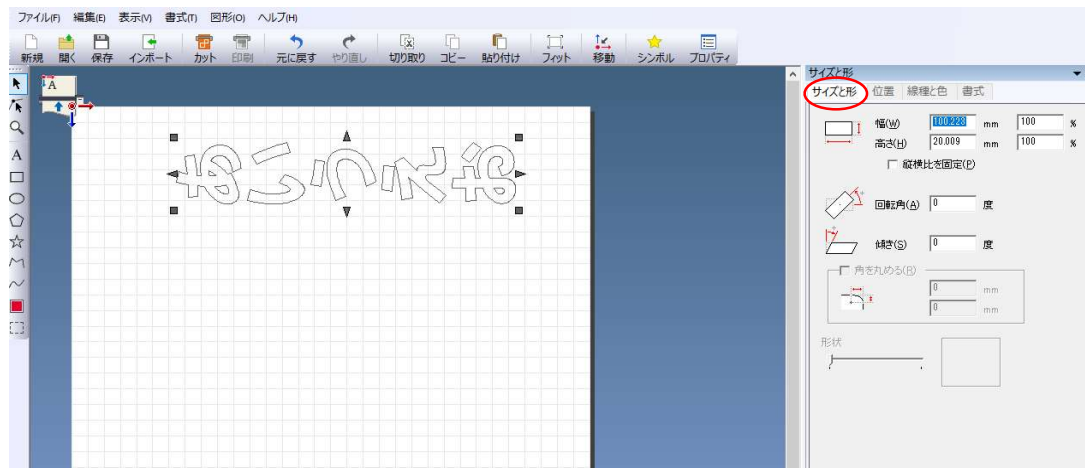 ファイル(F) 編集(E) 表示(V) 書式(T) 図形(O) ヘルプ(H)
新規 開く 保存 インポート カット 印刷 元に戻す やり直し 切り取り コピー 貼り付け フィット 移動 シンボル プロパティ
A
A
サイズと形
サイズと形 位置 線種と色 書式
幅(W) 100.228 mm 100 %
高さ(H) 20.009 mm 100 %
縦横比を固定(P)
回転角(A) 0 度
傾き(S) 0 度
角を丸める(R)
0 mm
0 mm
形状